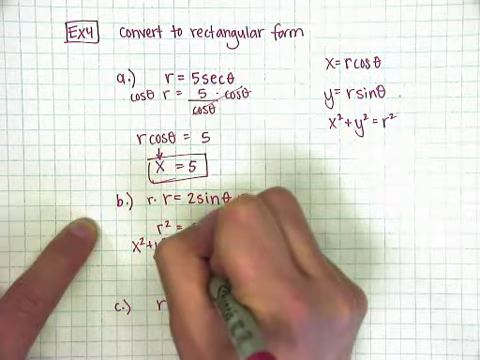 Ex4 convert to rectangular form
a.) r = 5secθ
cosθ r = 5 · cosθ
cosθ
rcosθ = 5
x = 5
x = rcosθ
y = rsinθ
x² + y² = r²
b.) r· r = 2sinθ
r² =
x² + y
c.) r